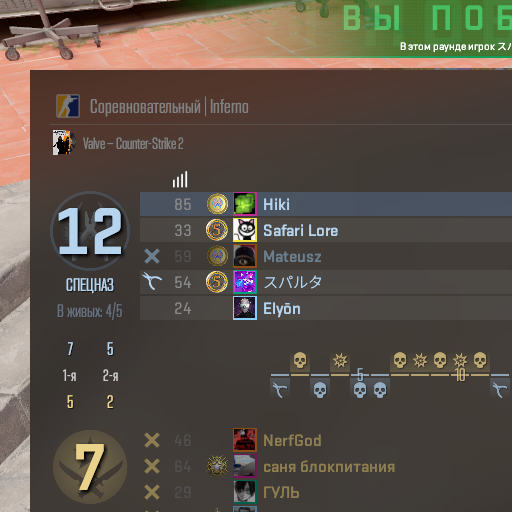 ВЫ ПОБ
В этом раунде игрок スパ
Соревновательный | Inferno
Valve – Counter-Strike 2
85 Hiki
12
33 5 Safari Lore
59 Mateusz
СПЕЦНАЗ
54 5 スパルタ
В живых: 4/5
24 Elyōn
7 5
1-я 2-я
5 10
5 2
46 NerfGod
7
64 саня блокпитания
29 ГУЛЬ